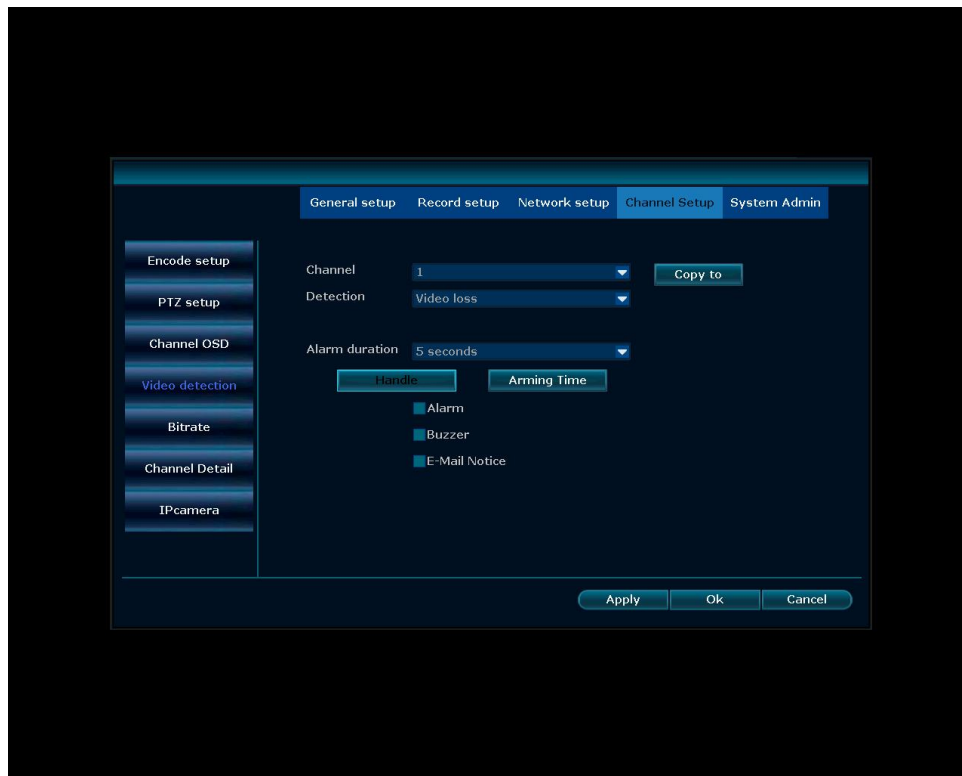 General setup Record setup Network setup Channel Setup System Admin
Encode setup
PTZ setup
Channel OSD
Video detection
Bitrate
Channel Detail
IPcamera
Channel 1 Copy to
Detection Video loss
Alarm duration 5 seconds
Handle Arming Time
Alarm
Buzzer
E-Mail Notice
Apply Ok Cancel